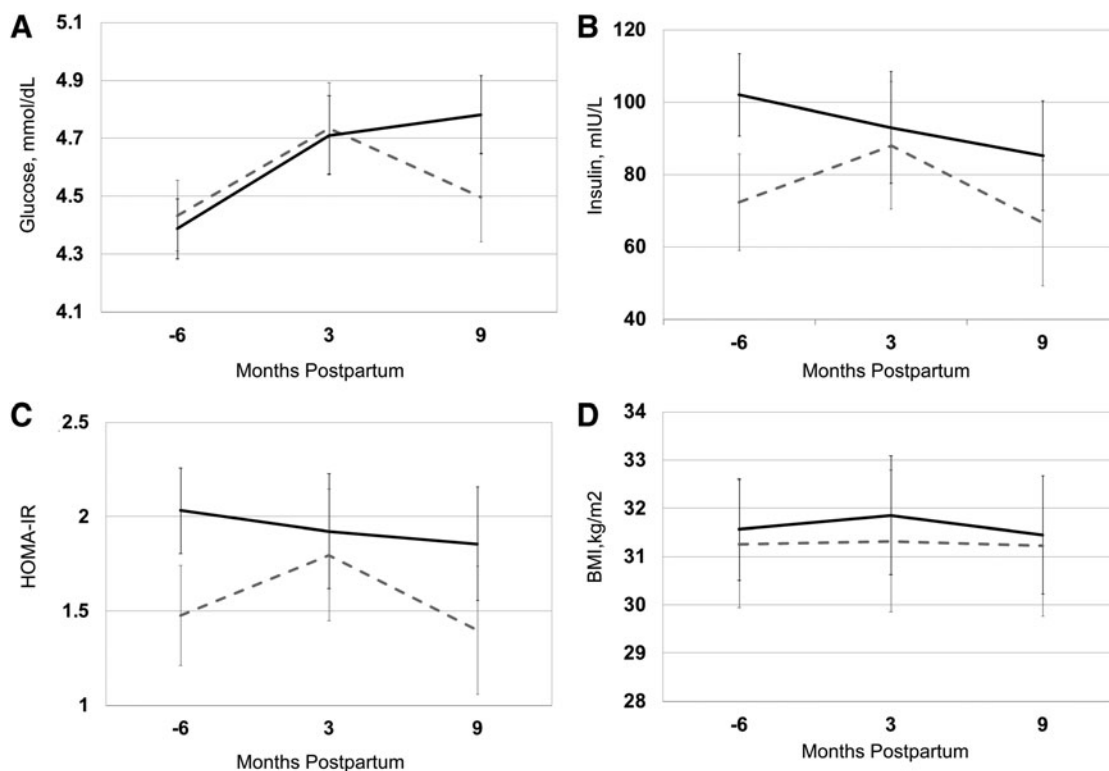 A
Glucose, mmol/dL
5.1
4.9
4.7
4.5
4.3
4.1
-6 3 9
Months Postpartum
B
Insulin, mIU/L
120
100
80
60
40
-6 3 9
Months Postpartum
C
HOMA-IR
2.5
2
1.5
1
-6 3 9
Months Postpartum
D
BMI,kg/m2
34
33
32
31
30
29
28
-6 3 9
Months Postpartum